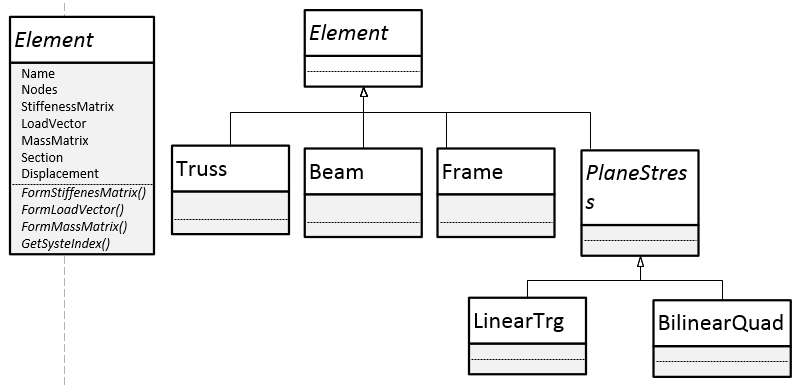 Element
Name
Nodes
StiffenessMatrix
LoadVector
MassMatrix
Section
Displacement
FormStiffenesMatrix()
FormLoadVector()
FormMassMatrix()
GetSysteIndex()
Element
Truss
Beam
Frame
PlaneStres
s
LinearTrg
BilinearQuad